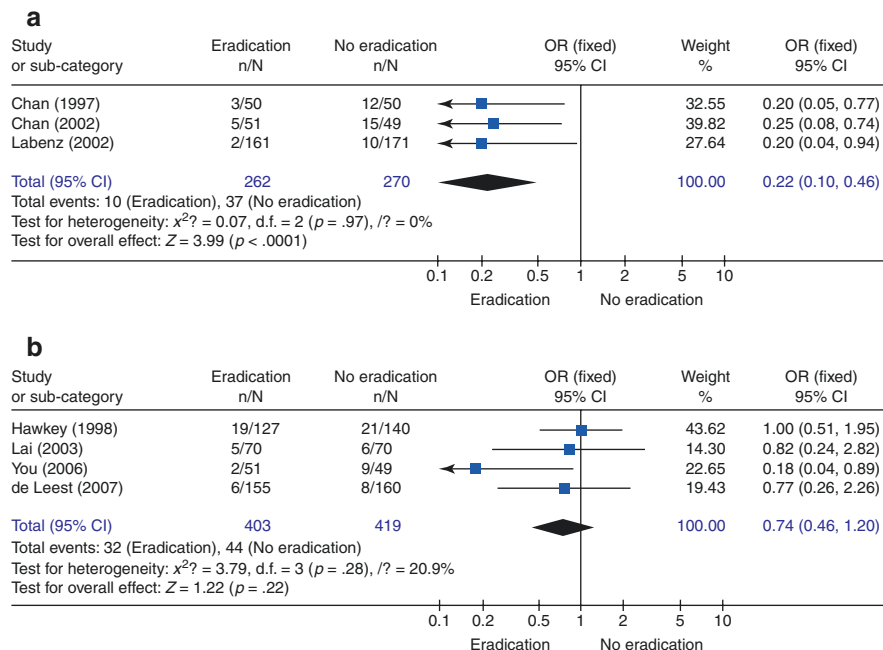 a
Study Eradication No eradication OR (fixed) Weight OR (fixed)
or sub-category n/N n/N 95% CI % 95% CI
Chan (1997) 3/50 12/50 32.55 0.20 (0.05, 0.77)
Chan (2002) 5/51 15/49 39.82 0.25 (0.08, 0.74)
Labenz (2002) 2/161 10/171 27.64 0.20 (0.04, 0.94)
Total (95% CI) 262 270 100.00 0.22 (0.10, 0.46)
Total events: 10 (Eradication), 37 (No eradication)
Test for heterogeneity: x²? = 0.07, d.f. = 2 (p = .97), /? = 0%
Test for overall effect: Z = 3.99 (p < .0001)
0.1 0.2 0.5 1 2 5 10
Eradication No eradication
b
Study Eradication No eradication OR (fixed) Weight OR (fixed)
or sub-category n/N n/N 95% CI % 95% CI
Hawkey (1998) 19/127 21/140 43.62 1.00 (0.51, 1.95)
Lai (2003) 5/70 6/70 14.30 0.82 (0.24, 2.82)
You (2006) 2/51 9/49 22.65 0.18 (0.04, 0.89)
de Leest (2007) 6/155 8/160 19.43 0.77 (0.26, 2.26)
Total (95% CI) 403 419 100.00 0.74 (0.46, 1.20)
Total events: 32 (Eradication), 44 (No eradication)
Test for heterogeneity: x²? = 3.79, d.f. = 3 (p = .28), /? = 20.9%
Test for overall effect: Z = 1.22 (p = .22)
0.1 0.2 0.5 1 2 5 10
Eradication No eradication